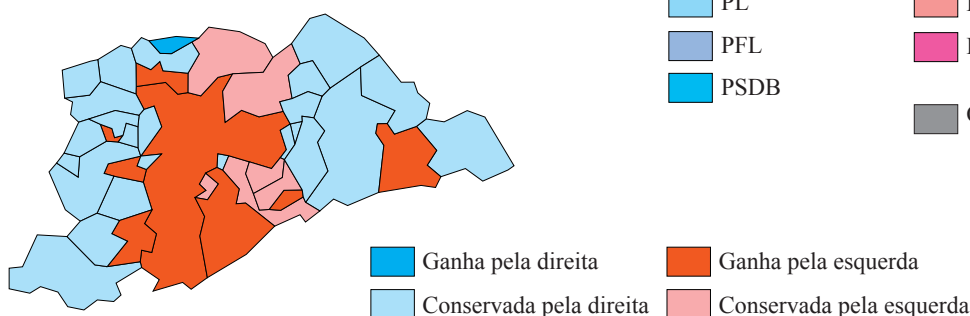 PL
PFL
PSDB
Ganha pela direita
Ganha pela esquerda
Conservada pela direita
Conservada pela esquerda